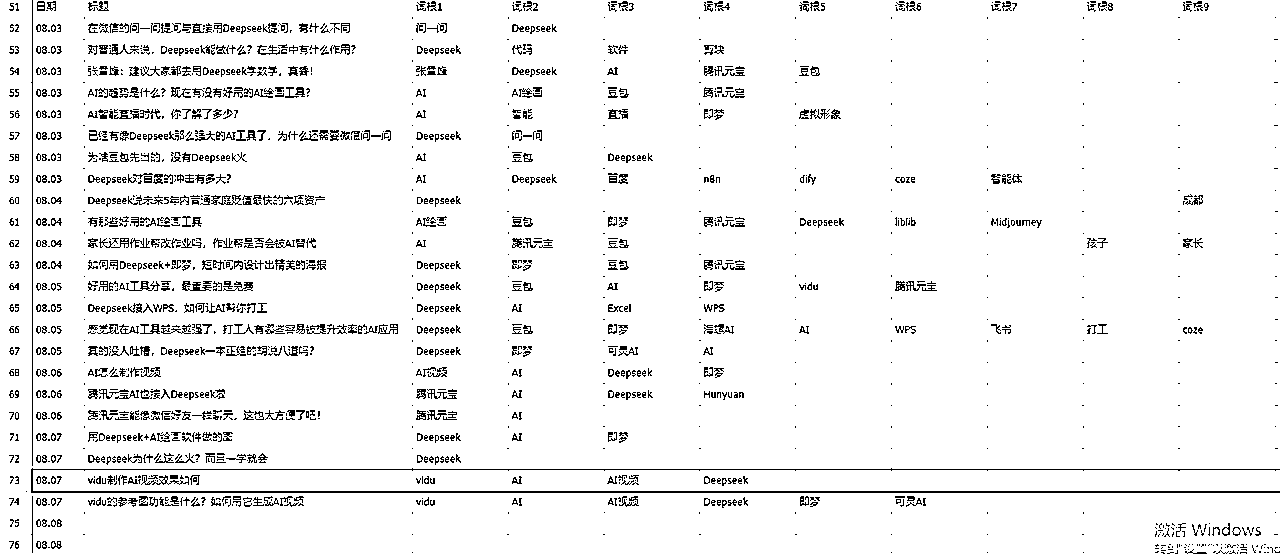 51 日期 标题 词根1 词根2 词根3 词根4 词根5 词根6 词根7 词根8 词根9
52 08.03 在微信的问一问提问与直接用Deepseek提问，有什么不同 问一问 Deepseek
53 08.03 对普通人来说，Deepseek能做什么？在生活中有什么作用？ Deepseek 代码 软件 剪映
54 08.03 张雪峰：建议大家都去用Deepseek学数学，真香！ 张雪峰 Deepseek AI 腾讯元宝 豆包
55 08.03 AI的趋势是什么？现在有没有好用的AI绘画工具？ AI AI绘画 豆包 腾讯元宝
56 08.03 AI智能直播时代，你了解了多少？ AI 智能 直播 即梦 虚拟形象
57 08.03 已经有像Deepseek那么强大的AI工具了，为什么还需要微信问一问 Deepseek 问一问
58 08.03 为啥豆包先出的，没有Deepseek火 AI 豆包 Deepseek
59 08.03 Deepseek对百度的冲击有多大？ AI Deepseek 百度 n8n dify coze 智能体
60 08.04 Deepseek说未来5年内普通家庭贬值最快的六项资产 Deepseek 成都
61 08.04 有那些好用的AI绘画工具 AI绘画 豆包 即梦 腾讯元宝 Deepseek liblib Midjourney
62 08.04 家长还用作业帮改作业吗，作业帮是否会被AI替代 AI 腾讯元宝 豆包 孩子 家长
63 08.04 如何用Deepseek+即梦，短时间内设计出精美的海报 Deepseek 即梦 豆包 腾讯元宝
64 08.05 好用的AI工具分享，最重要的是免费 Deepseek 豆包 AI 即梦 vidu 腾讯元宝
65 08.05 Deepseek接入WPS，如何让AI帮你打工 Deepseek AI Excel WPS
66 08.05 感觉现在AI工具越来越强了，打工人有哪些容易被提升效率的AI应用 Deepseek 豆包 即梦 海螺AI AI WPS 飞书 打工 coze
67 08.05 真的没人吐槽，Deepseek一本正经的胡说八道吗？ Deepseek 即梦 可灵AI AI
68 08.06 AI怎么制作视频 AI视频 AI Deepseek 即梦
69 08.06 腾讯元宝AI也接入Deepseek啦 腾讯元宝 AI Deepseek Hunyuan
70 08.06 腾讯元宝能像微信好友一样聊天，这也太方便了吧！ 腾讯元宝 AI
71 08.07 用Deepseek+AI绘画软件做的图 Deepseek AI 即梦
72 08.07 Deepseek为什么这么火？而且一学就会 Deepseek
73 08.07 vidu制作AI视频效果如何 vidu AI AI视频 Deepseek
74 08.07 vidu的参考图功能是什么？如何用它生成AI视频 vidu AI AI视频 Deepseek 即梦 可灵AI
75 08.08
激活 Windows
76 08.08
转到"设置"以激活 Wind